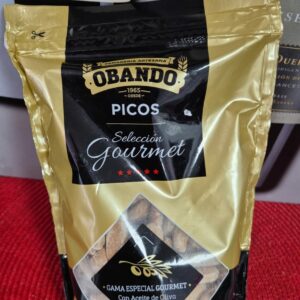 PANADERÍA ARTESANA
OBANDO
1965
DESDE
PICOS
Selección
Gourmet
GAMA ESPECIAL GOURMET
Con Aceite de Oliva